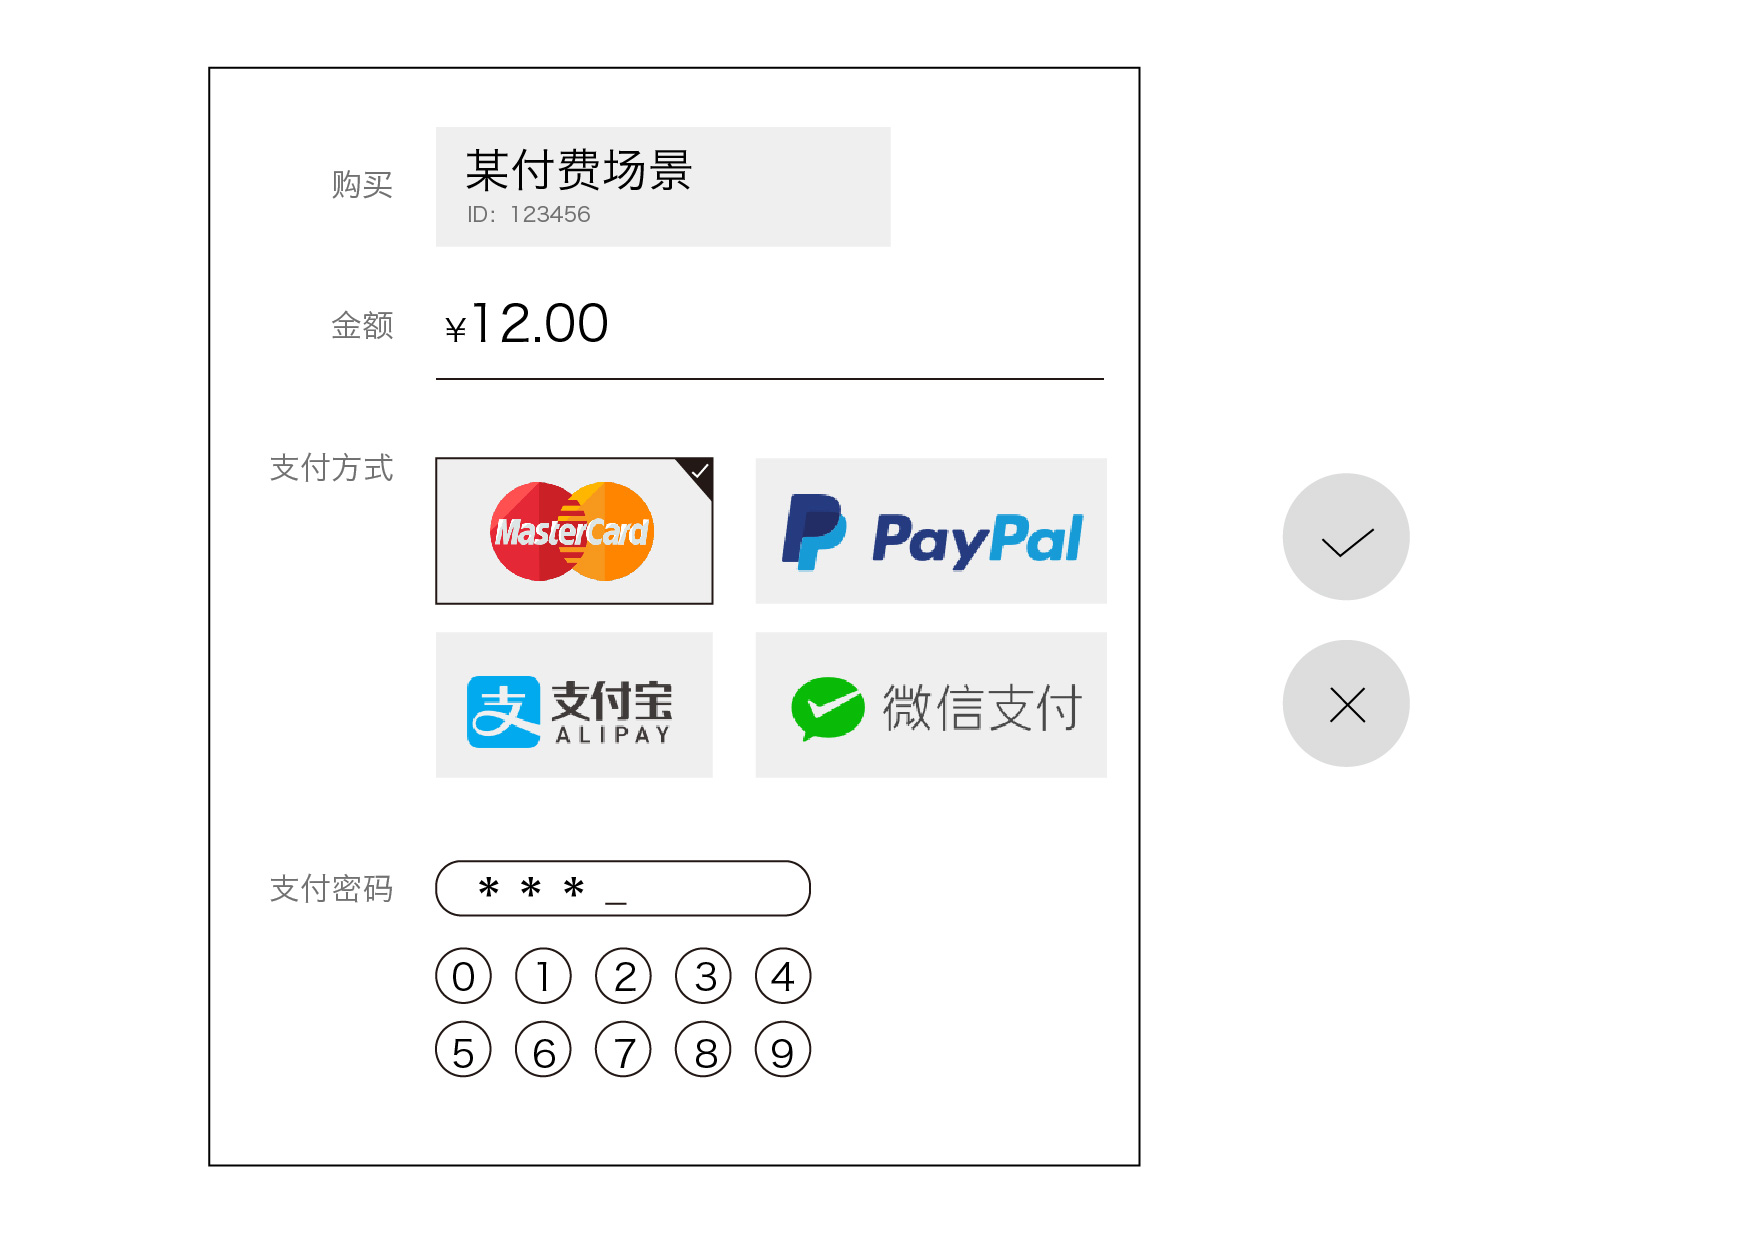 购买
某付费场景
ID：123456
金额
¥12.00
支付方式
MasterCard
PayPal
支 支付宝
ALIPAY
微信支付
支付密码
* * * _
0 1 2 3 4
5 6 7 8 9